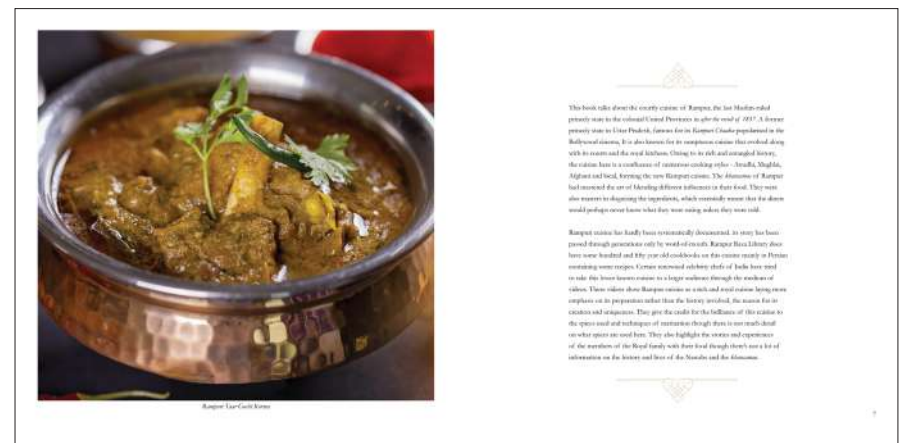 Rampuri Taar Gosht Korma
This book talks about the courtly cuisine of Rampur, the last Muslim-ruled
princely state in the colonial United Provinces in after the revolt of 1857. A former
princely state in Uttar Pradesh, famous for its Rampuri Chaaku popularised in the
Bollywood cinema, It is also known for its sumptuous cuisine that evolved along
with its courts and the royal kitchens. Owing to its rich and entangled history,
the cuisine here is a confluence of numerous cooking styles - Awadhi, Mughlai,
Afghani and local, forming the new Rampuri cuisine. The khansamas of Rampur
had mastered the art of blending different influences in their food. They were
also masters in disguising the ingredients, which essentially meant that the diners
would perhaps never know what they were eating unless they were told.
Rampuri cuisine has hardly been systematically documented, its story has been
passed through generations only by word-of-mouth. Rampur Raza Library does
have some hundred and fifty year old cookbooks on this cuisine mainly in Persian
containing some recipes. Certain renowned celebrity chefs of India have tried
to take this lesser known cuisine to a larger audience through the medium of
videos. These videos show Rampuri cuisine as a rich and royal cuisine laying more
emphasis on its preparation rather than the history involved, the reason for its
creation and uniqueness. They give the credit for the brilliance of this cuisine to
the spices used and techniques of marination though there is not much detail
on what spices are used here. They also highlight the stories and experiences
of the members of the Royal family with their food though there's not a lot of
information on the history and lives of the Nawabs and the khansamas.